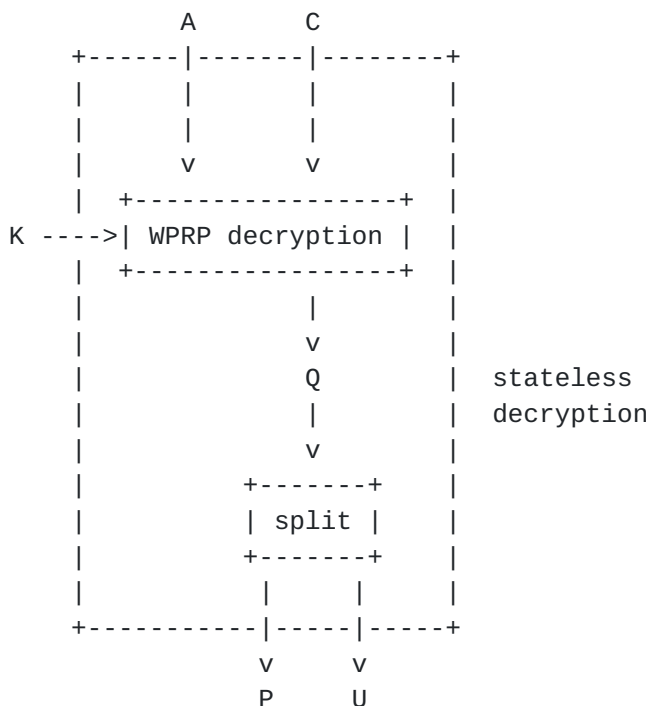 A       C
         +------|-------|--------+
         |      |       |        |
         |      |       |        |
         |      v       v        |
         |  +-----------------+  |
    K ---->| WPRP decryption |  |
         |  +-----------------+  |
         |              |        |
         |              v        |
         |              Q        |  stateless
         |              |        |  decryption
         |              v        |
         |          +-------+    |
         |          | split |    |
         |          +-------+    |
         |           |     |     |
         +-----------|-----|-----+
                     v     v
                     P     U